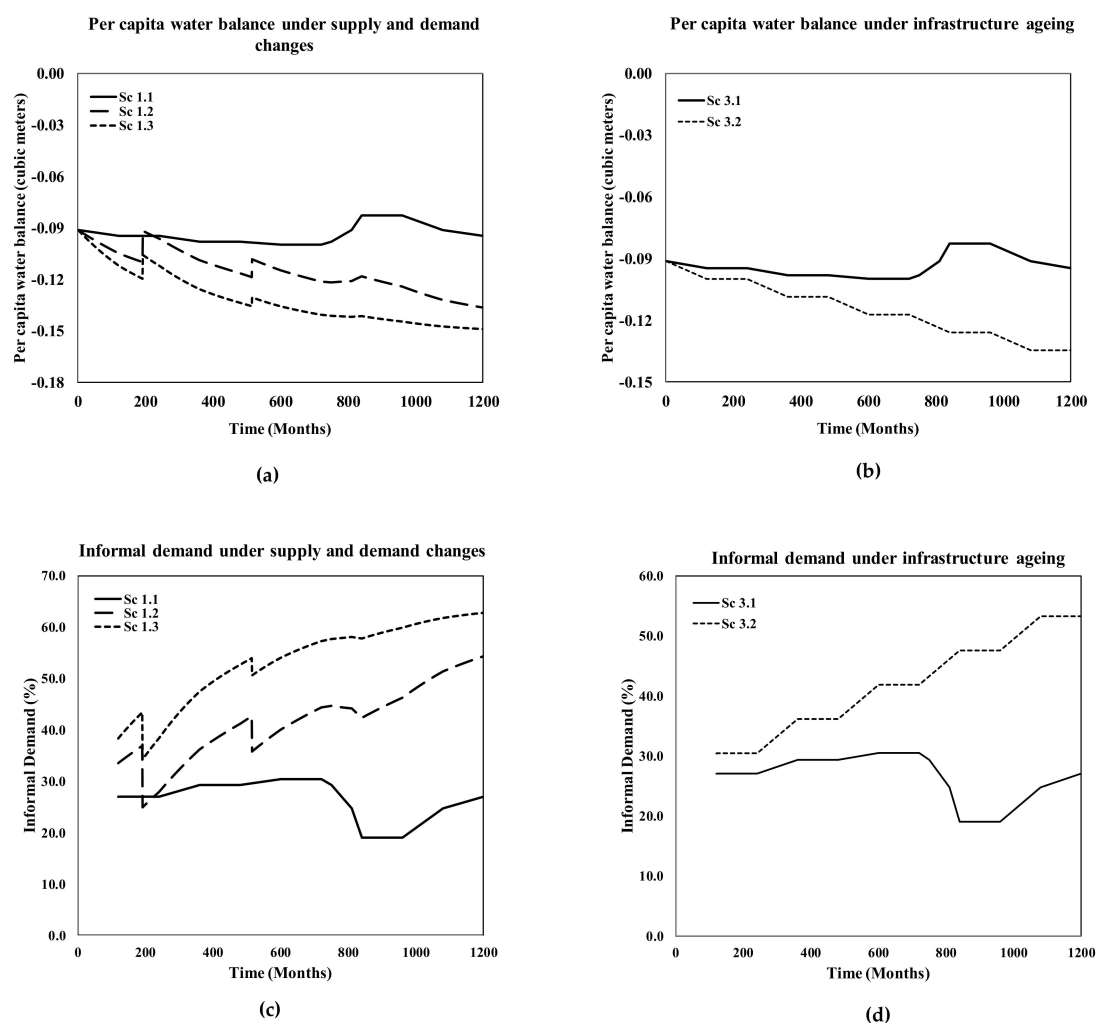 Per capita water balance under supply and demand
changes
0.00
-0.03
-0.06
-0.09
-0.12
-0.15
-0.18
Per capita water balance (cubic meters)
Sc 1.1
Sc 1.2
Sc 1.3
0 200 400 600 800 1000 1200
Time (Months)
(a)
Per capita water balance under infrastructure ageing
0.00
-0.03
-0.06
-0.09
-0.12
-0.15
Per capita water balance (cubic meters)
Sc 3.1
Sc 3.2
0 200 400 600 800 1000 1200
Time (Months)
(b)
Informal demand under supply and demand changes
70.0
60.0
50.0
40.0
30.0
20.0
10.0
0.0
Informal Demand (%)
Sc 1.1
Sc 1.2
Sc 1.3
0 200 400 600 800 1000 1200
Time (Months)
(c)
Informal demand under infrastructure ageing
60.0
50.0
40.0
30.0
20.0
10.0
0.0
Informal Demand (%)
Sc 3.1
Sc 3.2
0 200 400 600 800 1000 1200
Time (Months)
(d)